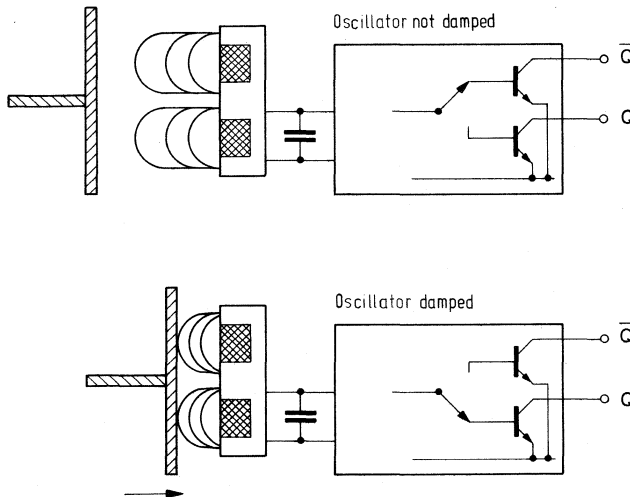 Oscillator not damped
Q̅
Q
Oscillator damped
Q̅
Q